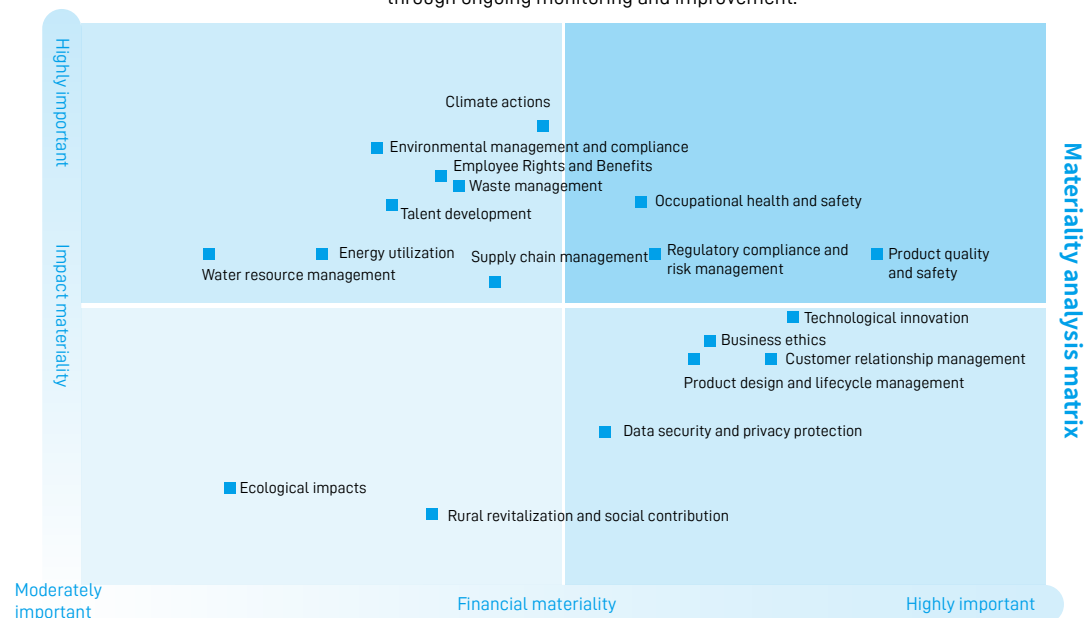 through ongoing monitoring and improvement.
Highly important
Impact materiality
Climate actions
Environmental management and compliance
Employee Rights and Benefits
Waste management
Talent development
Occupational health and safety
Energy utilization
Water resource management
Supply chain management
Regulatory compliance and
risk management
Product quality
and safety
Technological innovation
Business ethics
Customer relationship management
Product design and lifecycle management
Data security and privacy protection
Ecological impacts
Rural revitalization and social contribution
Materiality analysis matrix
Moderately
important
Financial materiality
Highly important